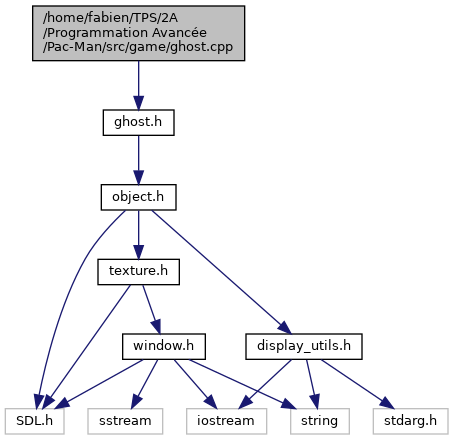 /home/fabien/TPS/2A
/Programmation Avancée
/Pac-Man/src/game/ghost.cpp
ghost.h
object.h
texture.h
window.h
display_utils.h
SDL.h
sstream
iostream
string
stdarg.h